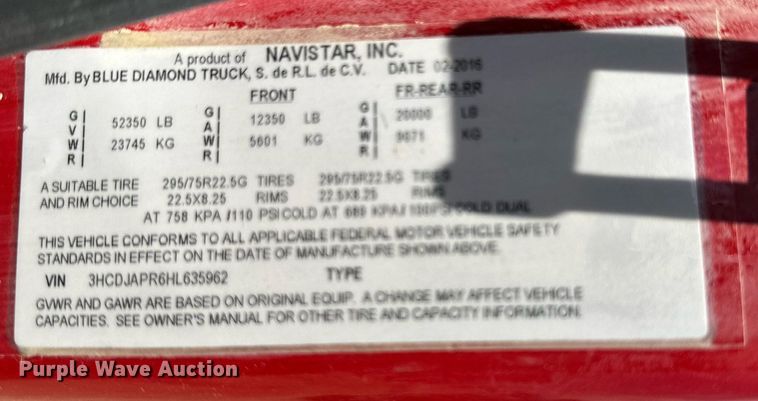 A product of NAVISTAR, INC.
Mfd. By BLUE DIAMOND TRUCK, S. de R.L. de C.V. DATE 02-2016
FRONT FR-REAR-RR
GVWR 52350 LB GAWR 12350 LB GAWR 20000 LB
23745 KG 5601 KG 9071 KG
A SUITABLE TIRE 295/75R22.5G TIRES 295/75R22.5G TIRES
AND RIM CHOICE 22.5X8.25 RIMS 22.5X8.25 RIMS
AT 758 KPA /110 PSI COLD AT 689 KPA/ 100PSI COLD DUAL
THIS VEHICLE CONFORMS TO ALL APPLICABLE FEDERAL MOTOR VEHICLE SAFETY
STANDARDS IN EFFECT ON THE DATE OF MANUFACTURE SHOWN ABOVE.
VIN 3HCDJAPR6HL635962 TYPE
GVWR AND GAWR ARE BASED ON ORIGINAL EQUIP. A CHANGE MAY AFFECT VEHICLE
CAPACITIES. SEE OWNER'S MANUAL FOR OTHER TIRE AND CAPACITY INFORMATION.
Purple Wave Auction